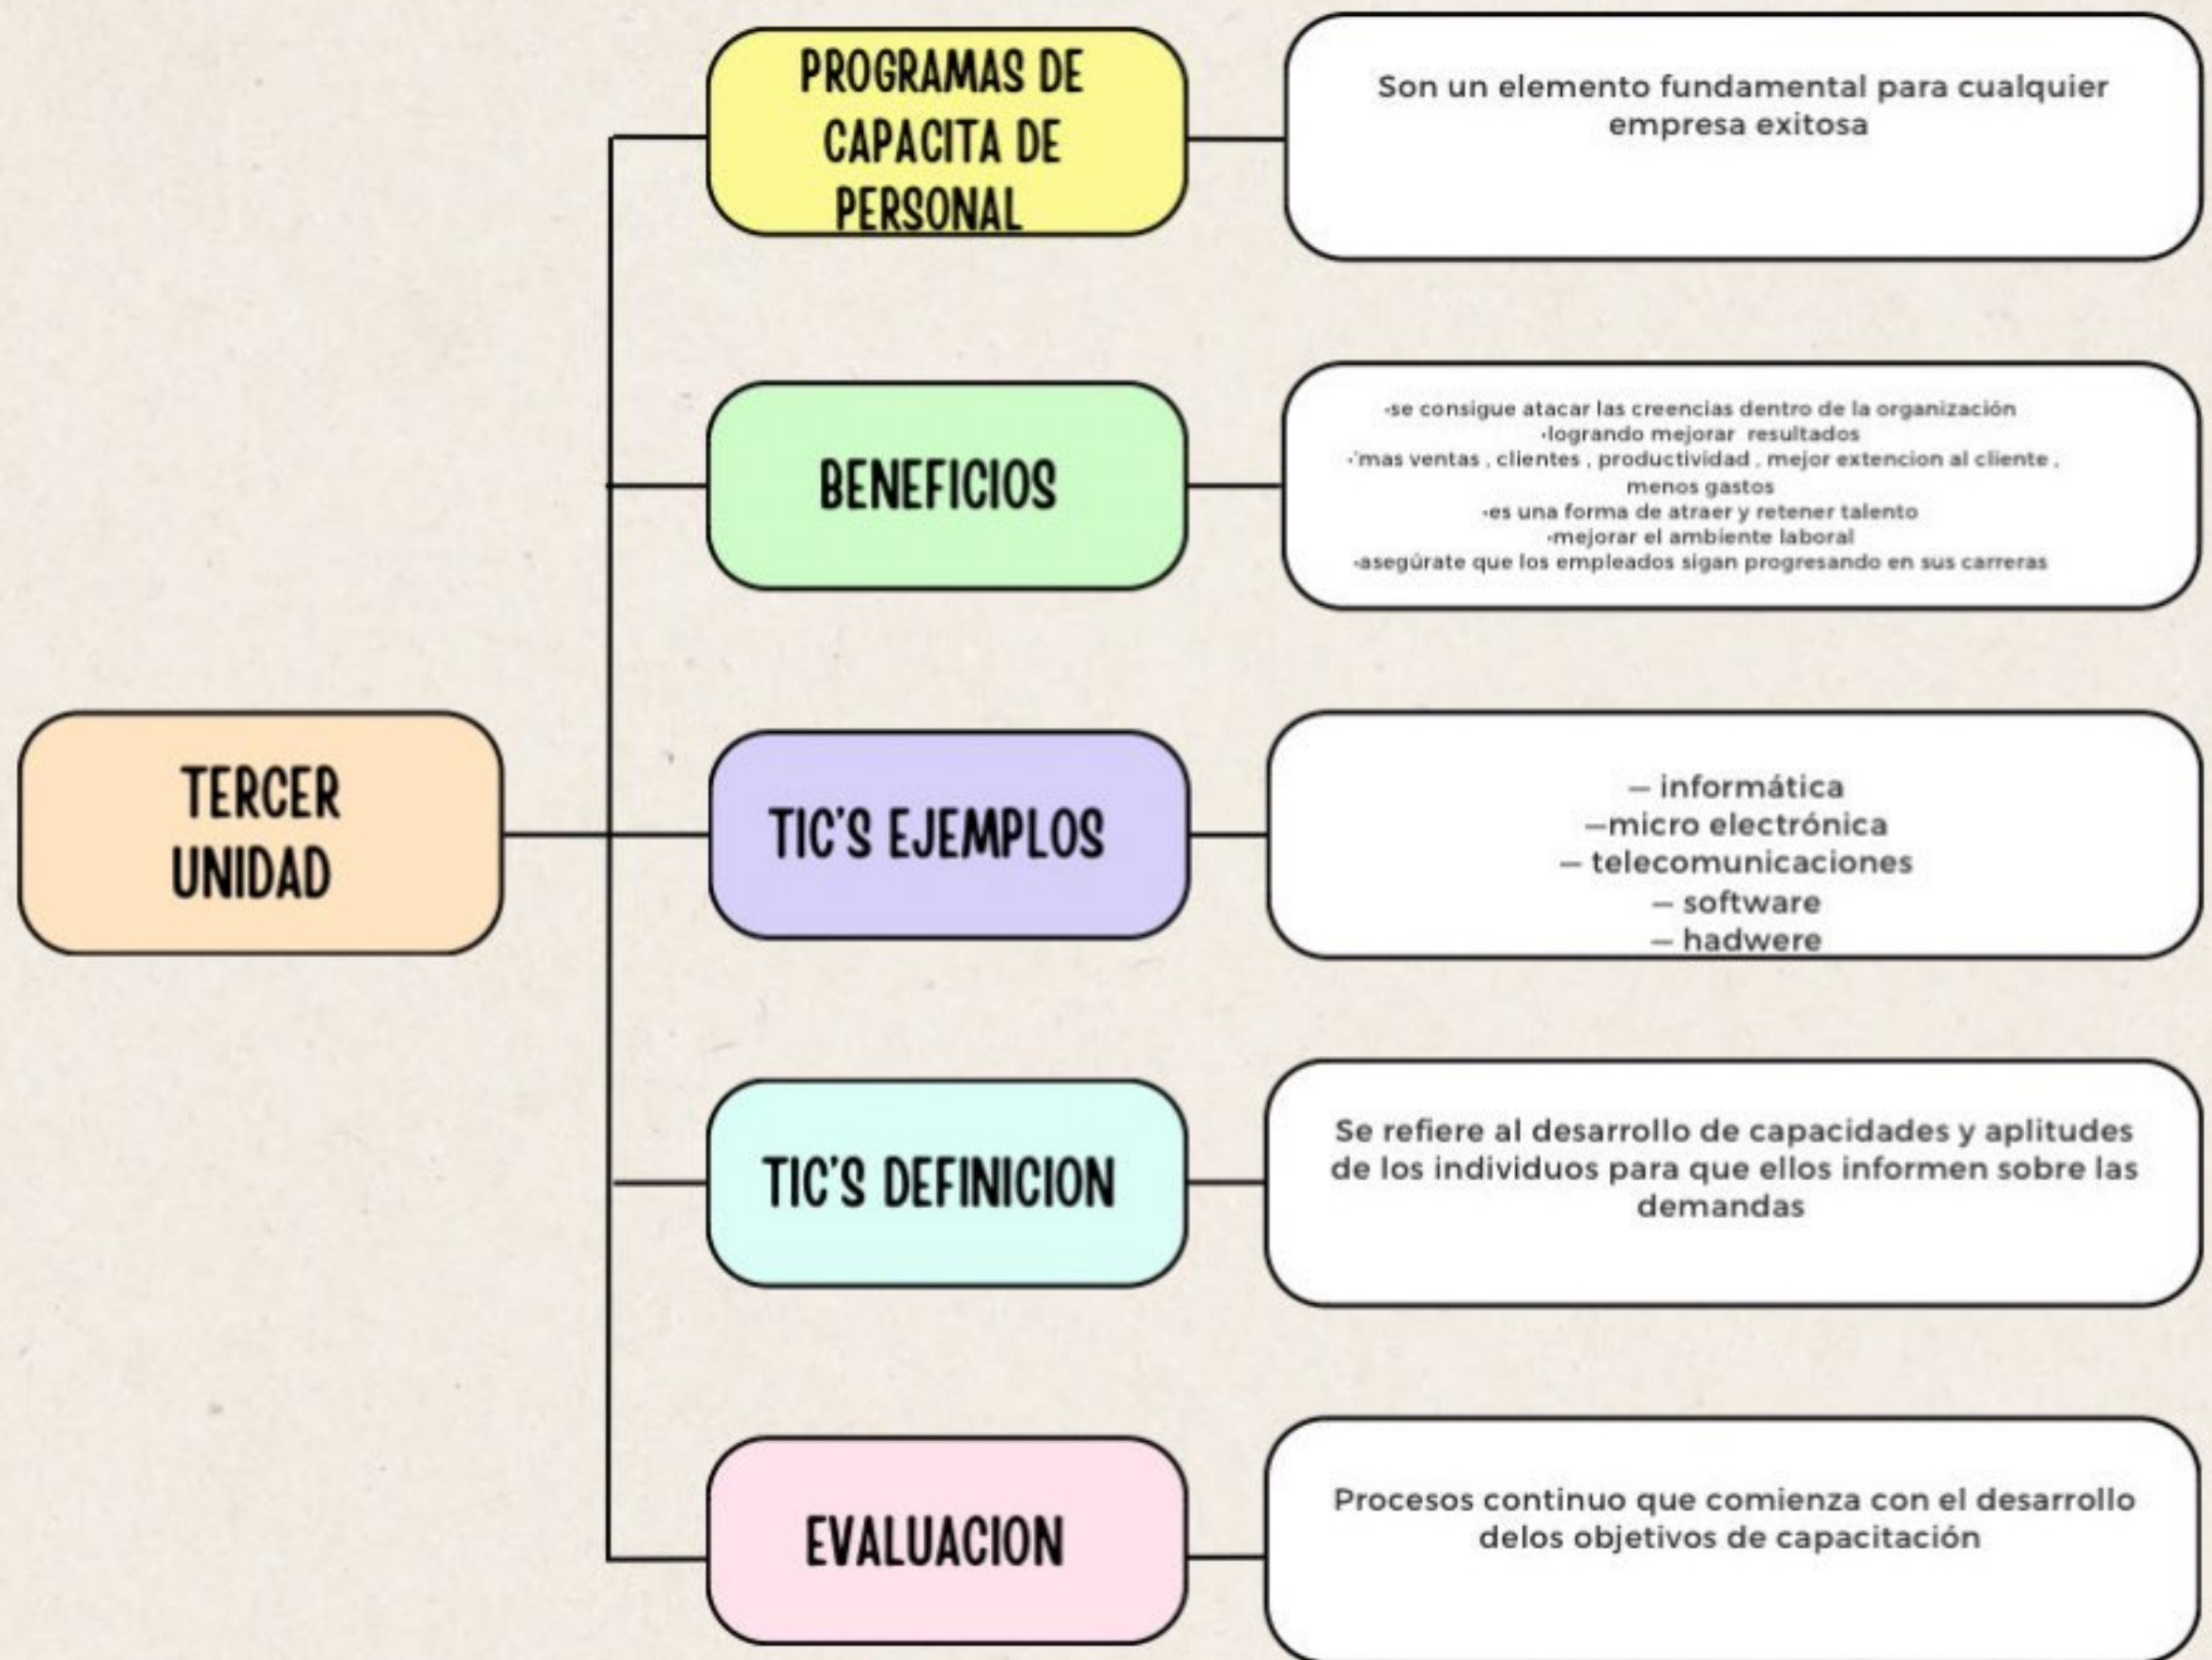 PROGRAMAS DE
CAPACITA DE
PERSONAL
Son un elemento fundamental para cualquier
empresa exitosa
BENEFICIOS
-se consigue atacar las creencias dentro de la organización
-logrando mejorar resultados
-'mas ventas , clientes , productividad , mejor extencion al cliente ,
menos gastos
-es una forma de atraer y retener talento
-mejorar el ambiente laboral
-asegúrate que los empleados sigan progresando en sus carreras
TERCER
UNIDAD
TIC'S EJEMPLOS
— informática
—micro electrónica
— telecomunicaciones
— software
— hadwere
TIC'S DEFINICION
Se refiere al desarrollo de capacidades y aplitudes
de los individuos para que ellos informen sobre las
demandas
EVALUACION
Procesos continuo que comienza con el desarrollo
delos objetivos de capacitación